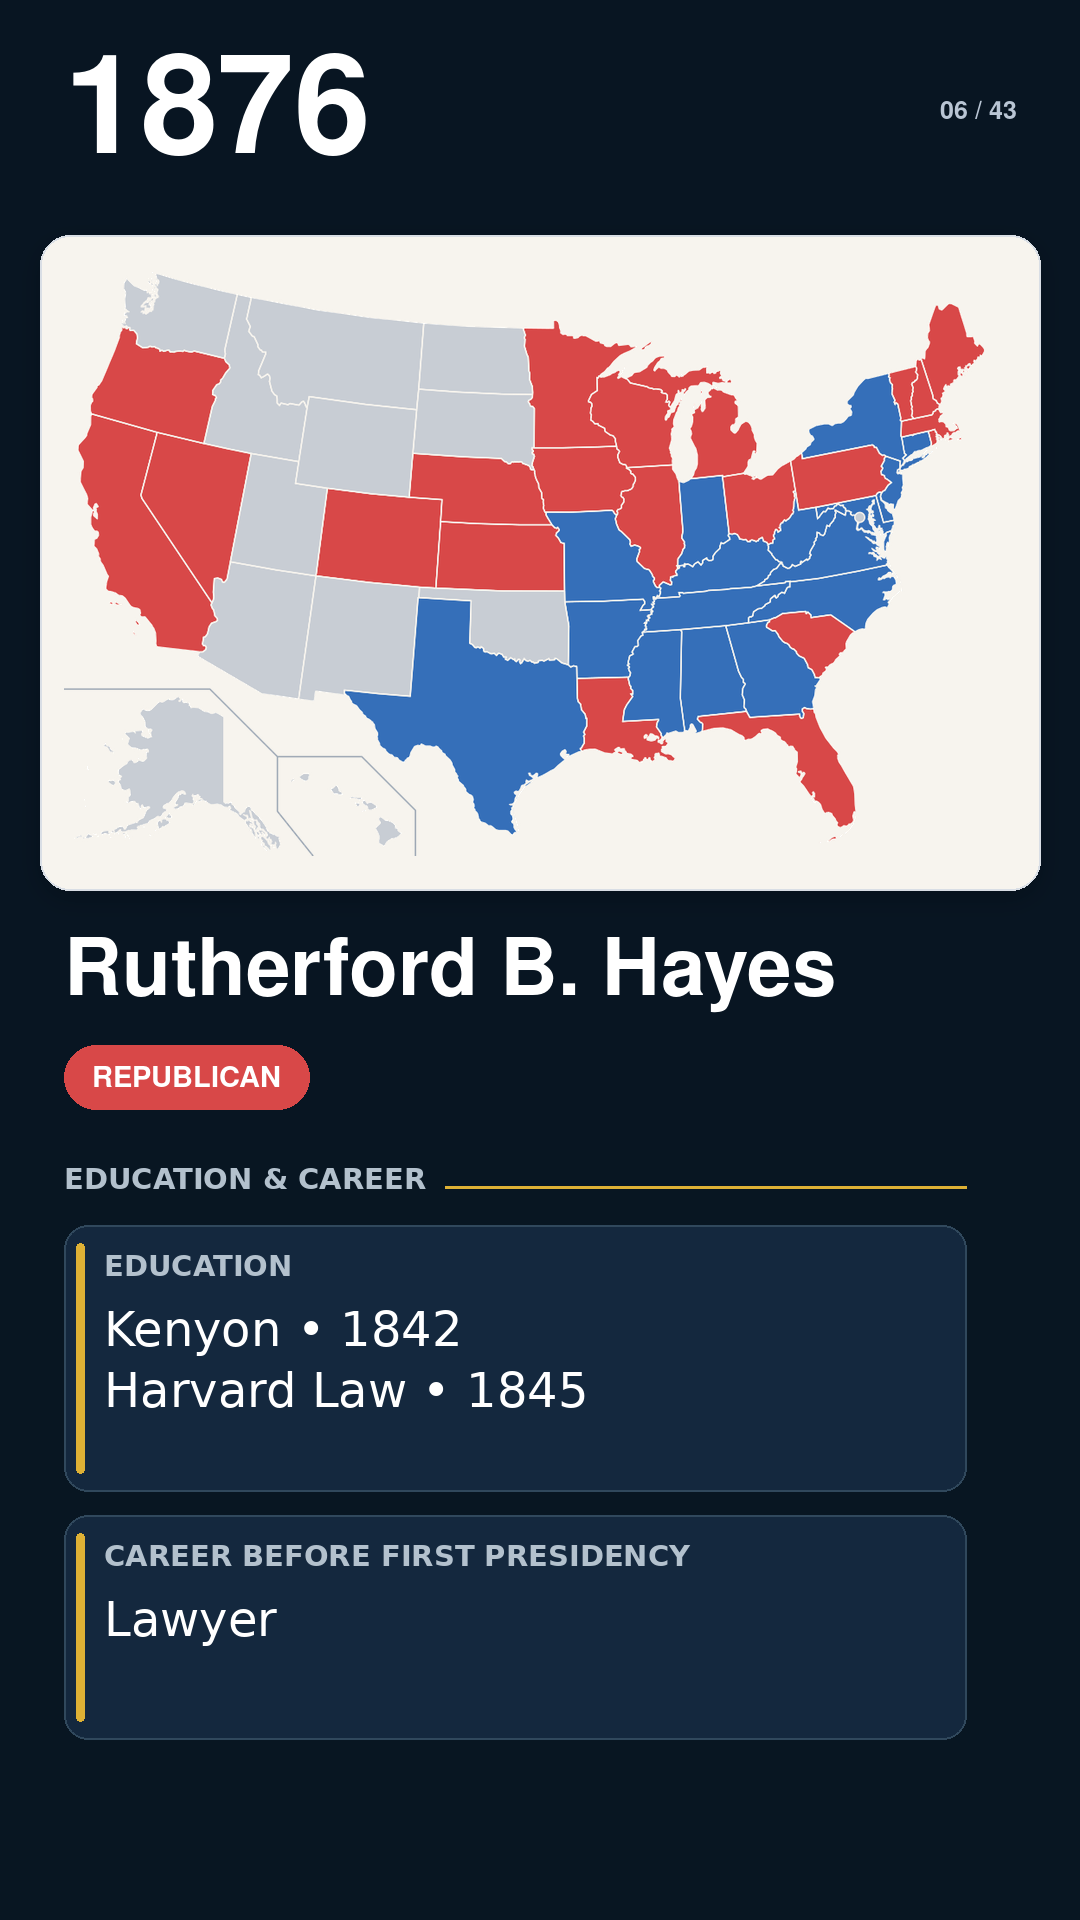 1876
06 / 43
Rutherford B. Hayes
REPUBLICAN
EDUCATION & CAREER
EDUCATION
Kenyon • 1842
Harvard Law • 1845
CAREER BEFORE FIRST PRESIDENCY
Lawyer